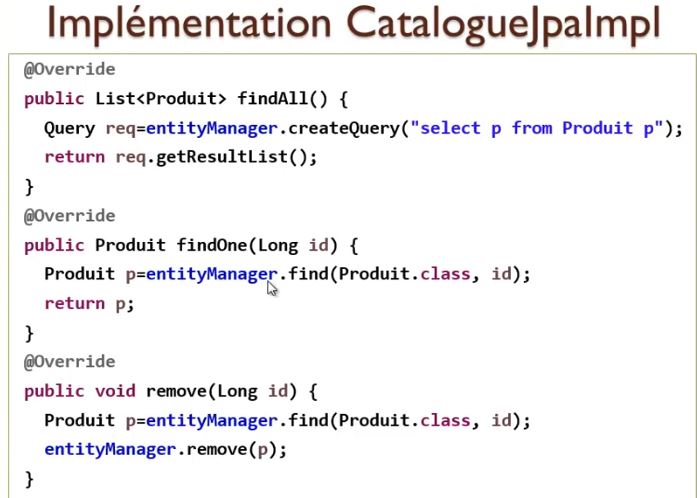 Implémentation CatalogueJpaImpl
@Override
public List<Produit> findAll() {
Query req=entityManager.createQuery("select p from Produit p");
return req.getResultList();
}
@Override
public Produit findOne(Long id) {
Produit p=entityManager.find(Produit.class, id);
return p;
}
@Override
public void remove(Long id) {
Produit p=entityManager.find(Produit.class, id);
entityManager.remove(p);
}